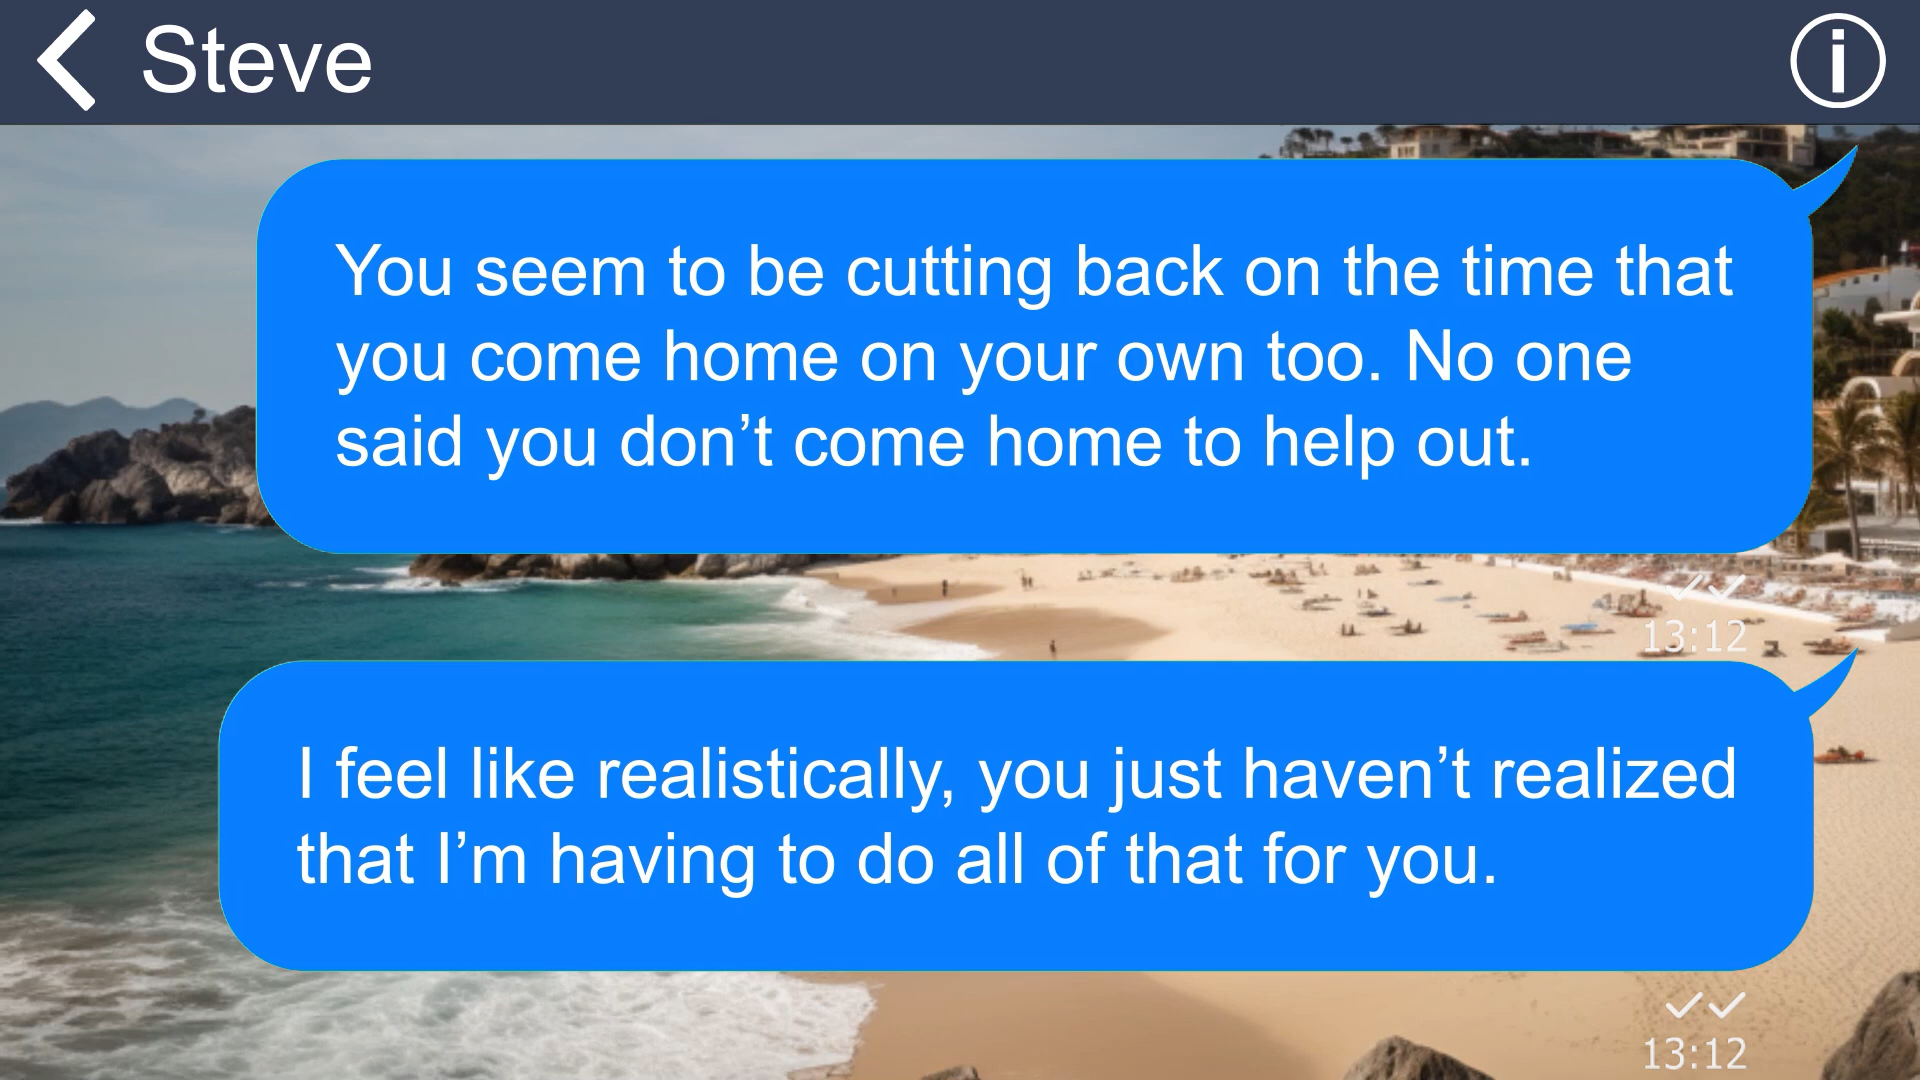 Steve
You seem to be cutting back on the time that
you come home on your own too. No one
said you don’t come home to help out.
13:12
I feel like realistically, you just haven’t realized
that I’m having to do all of that for you.
13:12